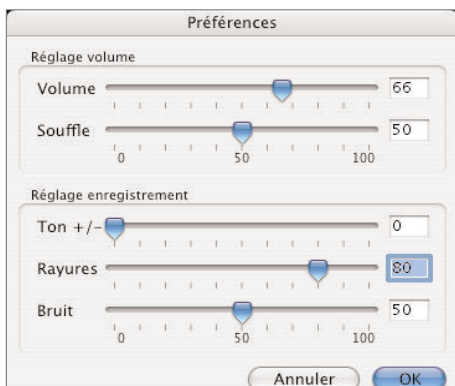 Préférences
Réglage volume
Volume 66
Souffle 50
0 50 100
Réglage enregistrement
Ton +/- 0
Rayures 80
Bruit 50
0 50 100
Annuler OK